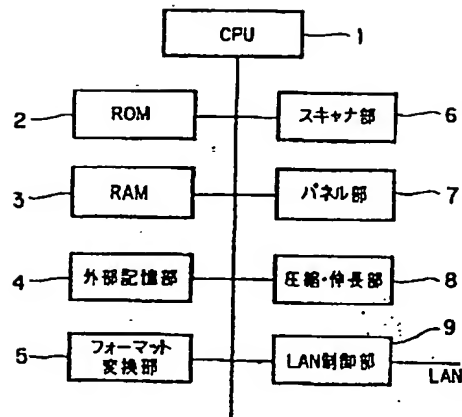 CPU
1
2
ROM
スキャナ部
6
3
RAM
パネル部
7
4
外部記憶部
圧縮・伸長部
8
9
5
フォーマット
変換部
LAN制御部
LAN